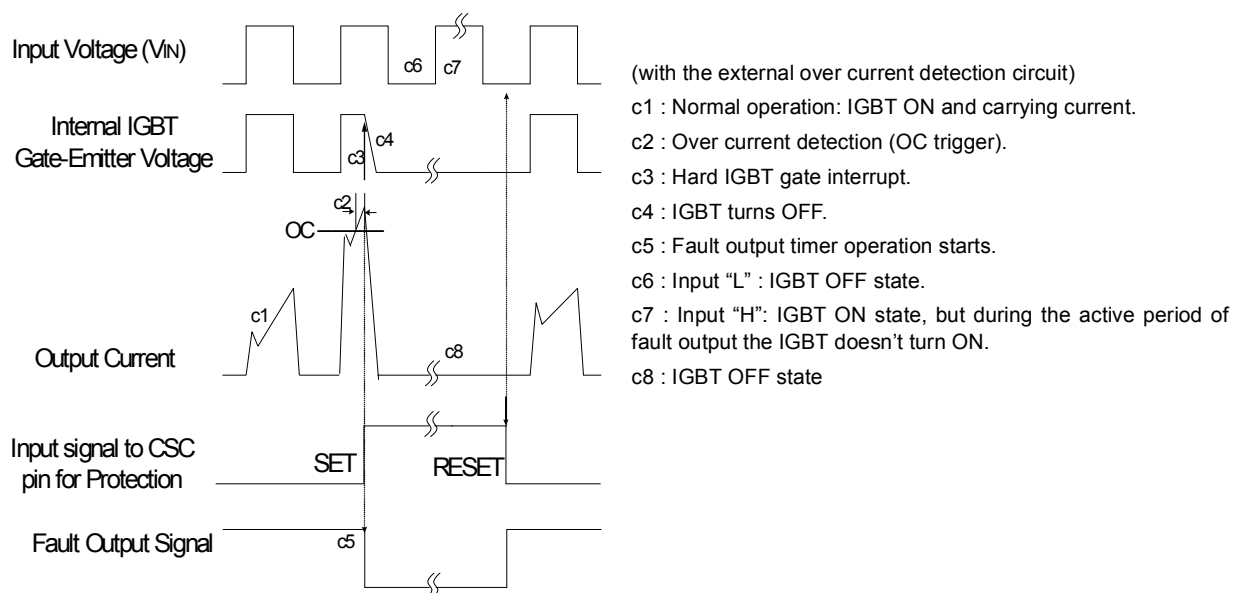 Input Voltage (VIN)
c6
c7
Internal IGBT
Gate-Emitter Voltage
c3
c4
c2
OC
c1
Output Current
c8
Input signal to CSC
pin for Protection
SET
RESET
Fault Output Signal
c5
(with the external over current detection circuit)
c1 : Normal operation: IGBT ON and carrying current.
c2 : Over current detection (OC trigger).
c3 : Hard IGBT gate interrupt.
c4 : IGBT turns OFF.
c5 : Fault output timer operation starts.
c6 : Input “L” : IGBT OFF state.
c7 : Input “H”: IGBT ON state, but during the active period of
fault output the IGBT doesn’t turn ON.
c8 : IGBT OFF state